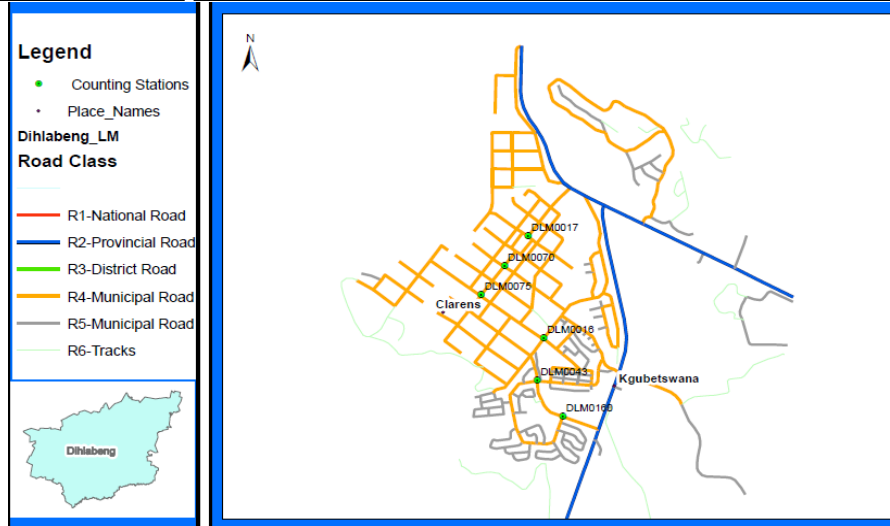 Legend
Counting Stations
Place_Names
Dihlabeng_LM
Road Class
R1-National Road
R2-Provincial Road
R3-District Road
R4-Municipal Road
R5-Municipal Road
R6-Tracks
Dihlabeng
N
DLM0017
DLM0070
DLM0075
Clarens
DLM0016
DLM0043
Kgubetswana
DLM0160